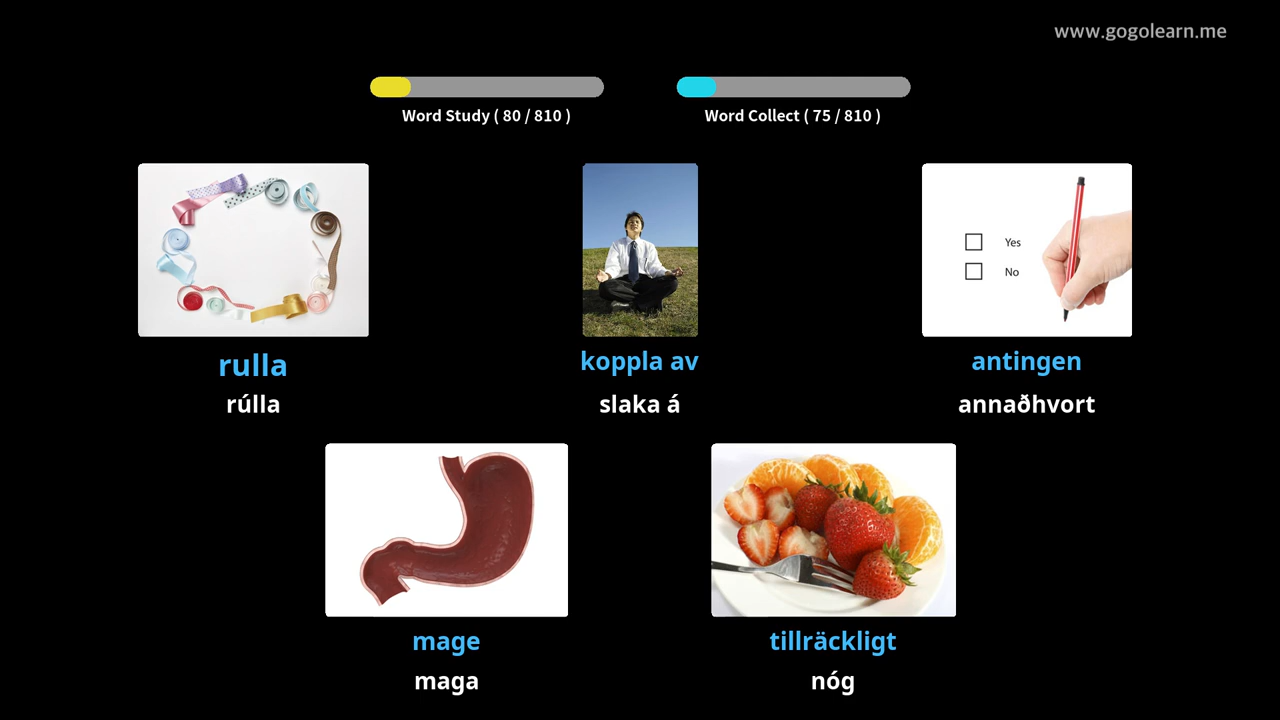 www.gogolearn.me
Word Study ( 80 / 810 )
Word Collect ( 75 / 810 )
Yes
No
rulla
rúlla
koppla av
slaka á
antingen
annaðhvort
mage
maga
tillräckligt
nóg